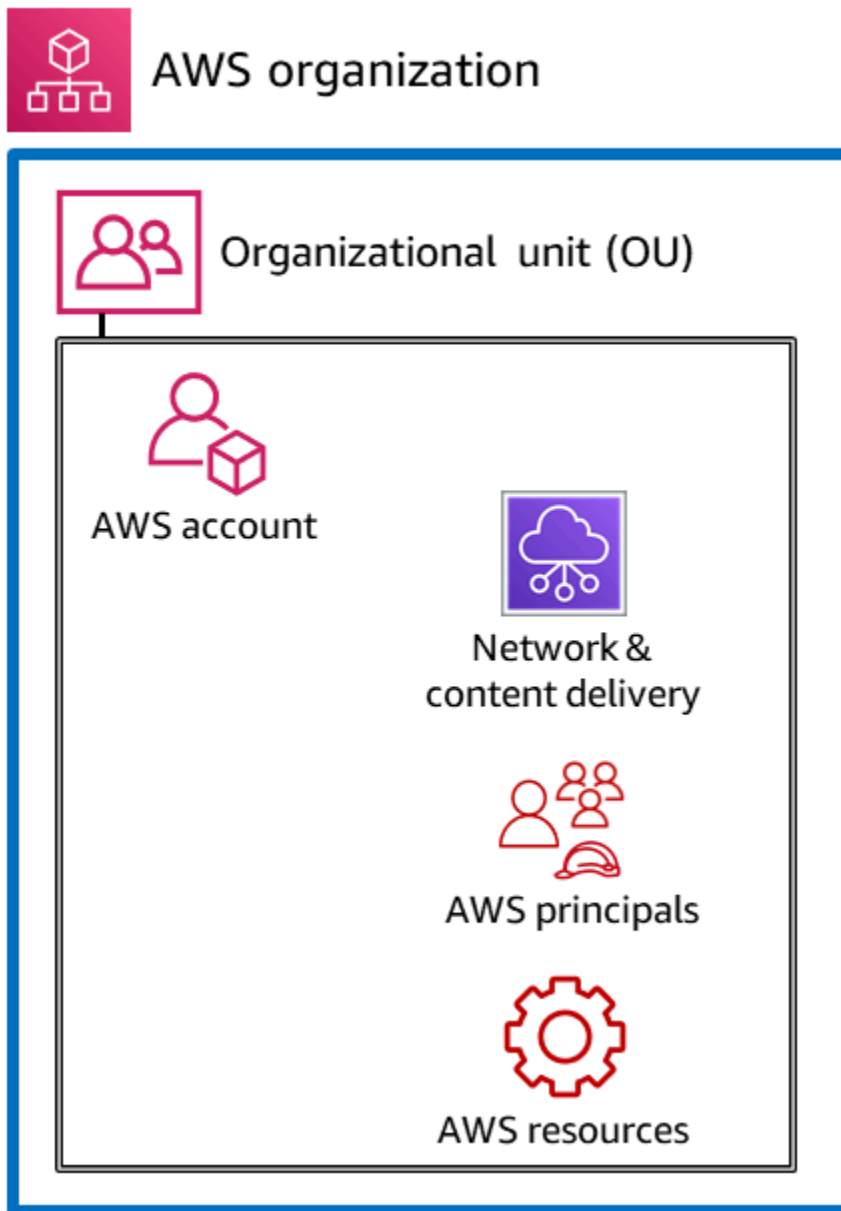 AWS organization
Organizational unit (OU)
AWS account
Network &
content delivery
AWS principals
AWS resources